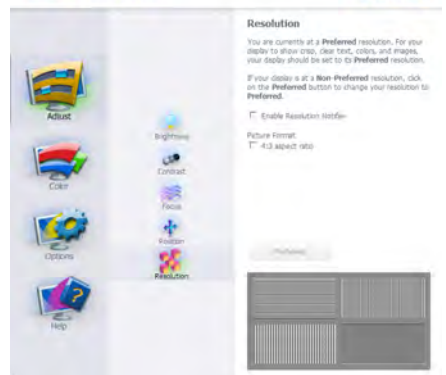 Resolution
You are currently at a Preferred resolution. For your
display to show crisp, clear text, colors, and images,
your display should be set to its Preferred resolution.
If your display is at a Non-Preferred resolution, click
on the Preferred button to change your resolution to
Preferred.
Enable Resolution Notifier
Picture Format
4:3 aspect ratio
Preferred
Adjust
Color
Options
Help
Brightness
Contrast
Focus
Position
Resolution